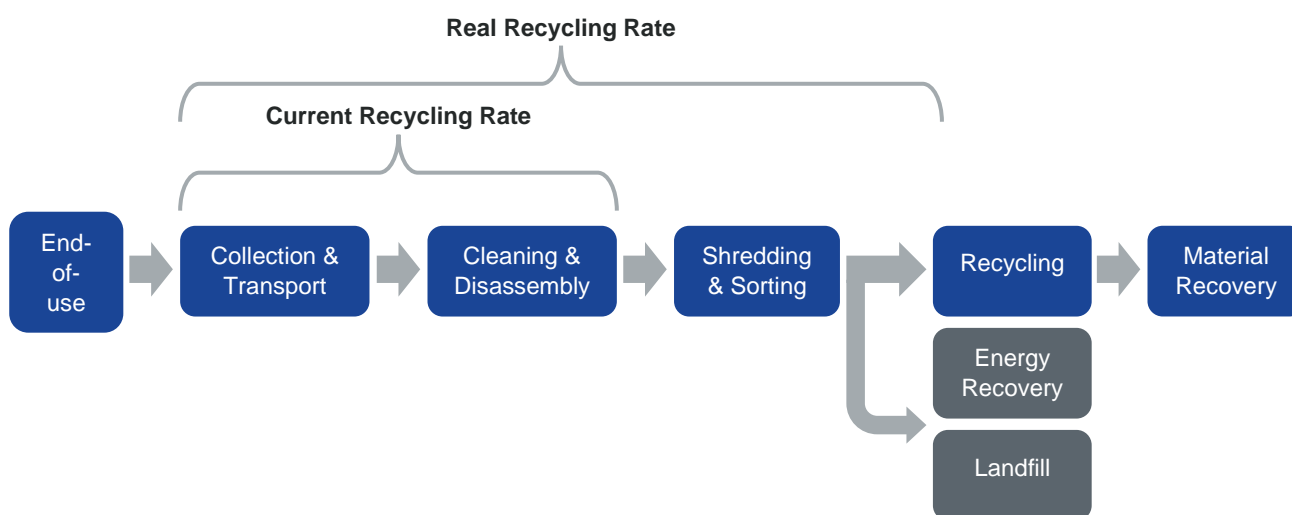 Real Recycling Rate
Current Recycling Rate
End-
of-
use
Collection &
Transport
Cleaning &
Disassembly
Shredding
& Sorting
Recycling
Material
Recovery
Energy
Recovery
Landfill